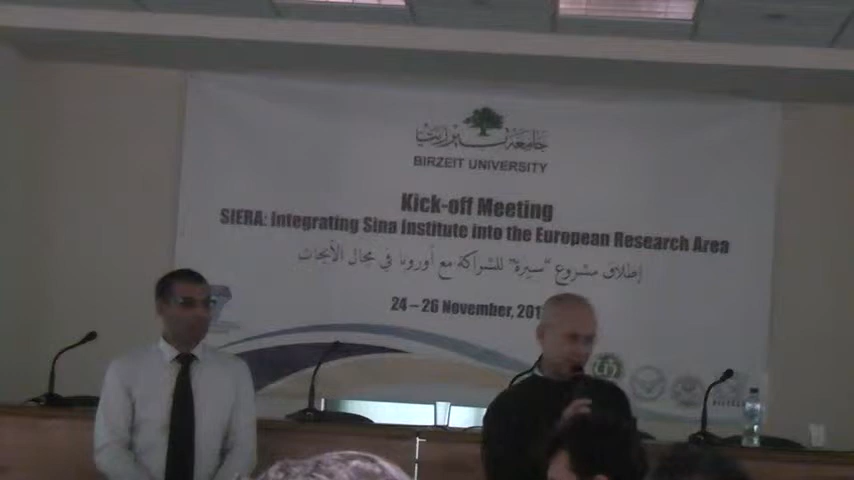 جامعة بيرزيت
BIRZEIT UNIVERSITY
Kick-off Meeting
SIERA: Integrating Sina Institute into the European Research Area
إطلاق مشروع "سيرة" للشراكة مع أوروبا في مجال الأبحاث
24 – 26 November, 201